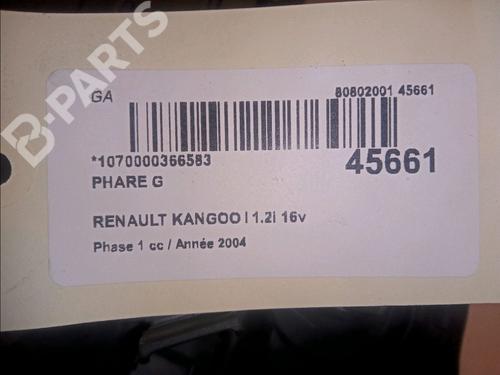 GA
80802001 45661
*1070000366583
45661
PHARE G
RENAULT KANGOO I 1.2i 16v
Phase 1 cc / Année 2004
B-PARTS